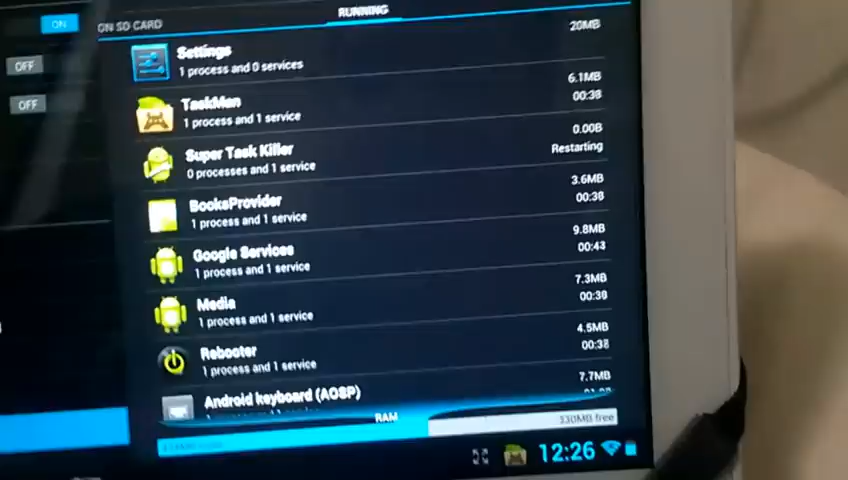 ON
ON SD CARD
RUNNING
OFF
OFF
Settings
20MB
1 process and 0 services
TaskMan
6.1MB
1 process and 1 service
00:38
Super Task Killer
0.00B
0 processes and 1 service
Restarting
BooksProvider
3.6MB
1 process and 1 service
00:38
Google Services
9.8MB
1 process and 1 service
00:43
Media
7.3MB
1 process and 1 service
00:38
Rebooter
4.5MB
1 process and 1 service
00:38
Android keyboard (AOSP)
7.7MB
RAM
330MB free
12:26